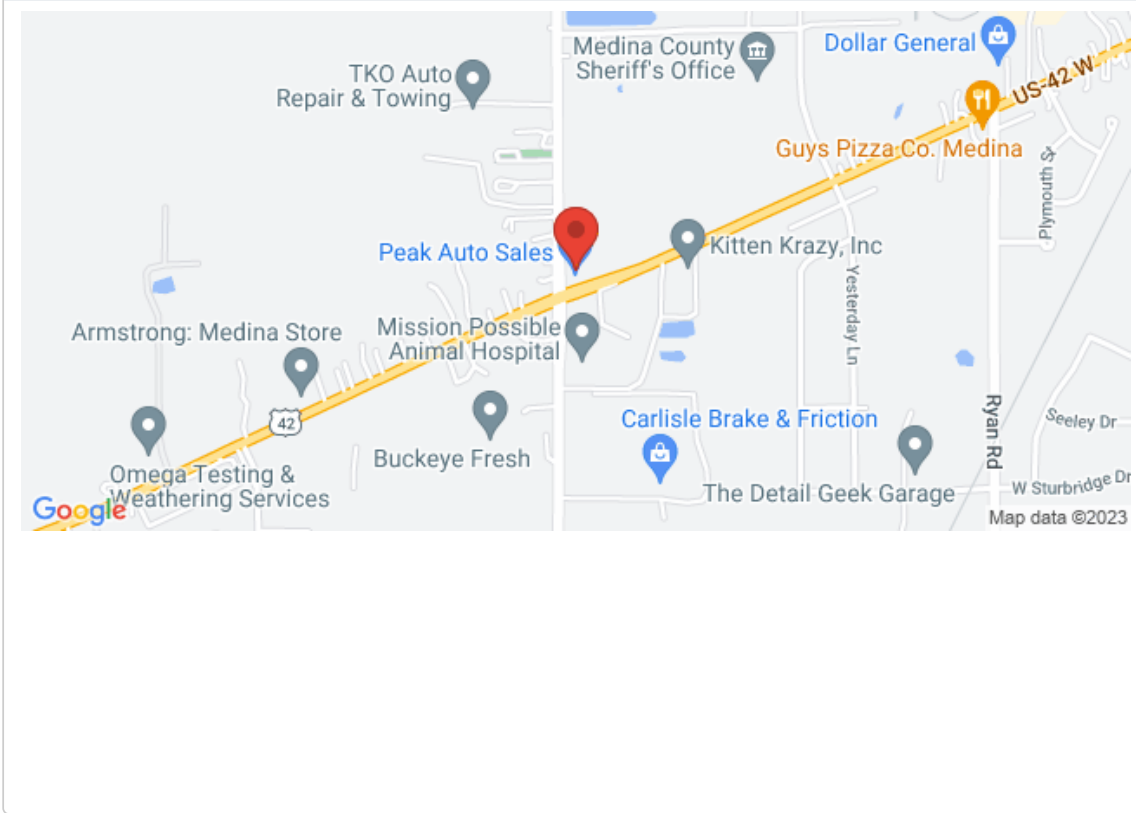 Medina County
Sheriff's Office
Dollar General
US-42 W
TKO Auto
Repair & Towing
Guys Pizza Co. Medina
Plymouth St
Peak Auto Sales
Kitten Krazy, Inc
Yesterday Ln
Armstrong: Medina Store
Mission Possible
Animal Hospital
42
Carlisle Brake & Friction
Ryan Rd
Seeley Dr
Buckeye Fresh
Omega Testing &
Weathering Services
The Detail Geek Garage
W Sturbridge Dr
Google
Map data ©2023